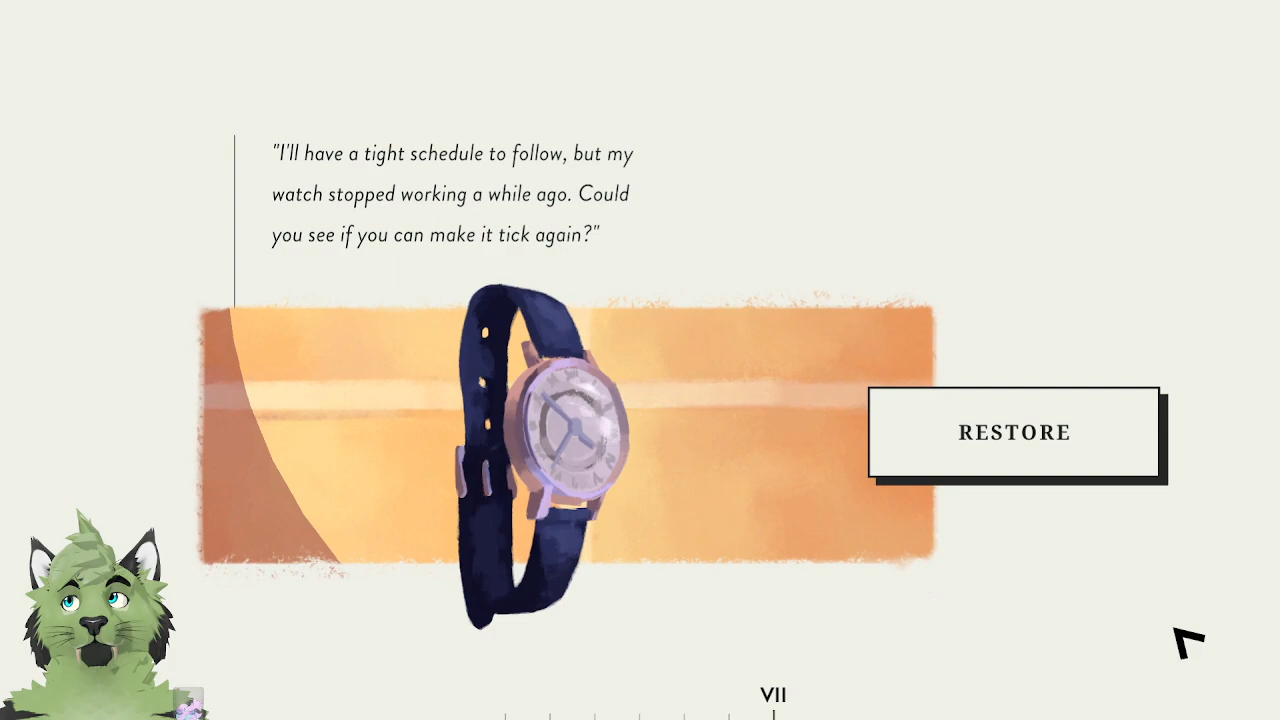 "I'll have a tight schedule to follow, but my
watch stopped working a while ago. Could
you see if you can make it tick again?"
RESTORE
VII